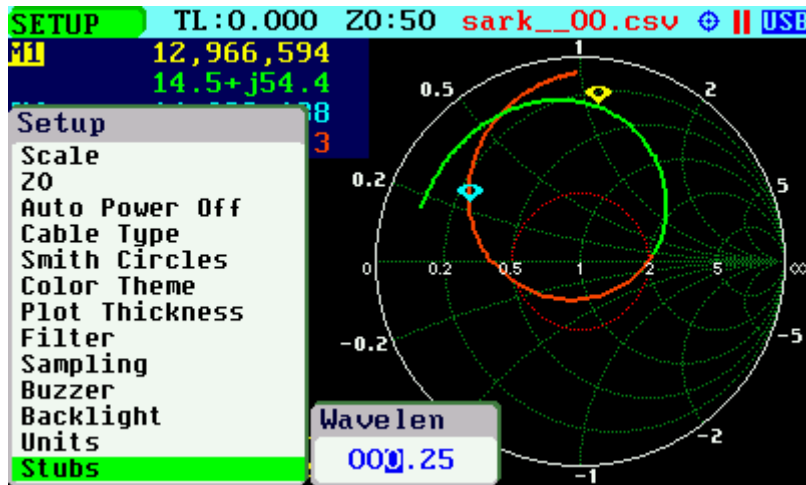 SETUP TL:0.000 Z0:50 sark__00.csv USB
M1 12,966,594
14.5+j54.4
8
3
Setup
Scale
Z0
Auto Power Off
Cable Type
Smith Circles
Color Theme
Plot Thickness
Filter
Sampling
Buzzer
Backlight
Units
Stubs
Wavelen
000.25
1
0.5
2
0.2
5
0 0.2 0.5 1 2 5 ∞
-0.2
-5
-2
-1